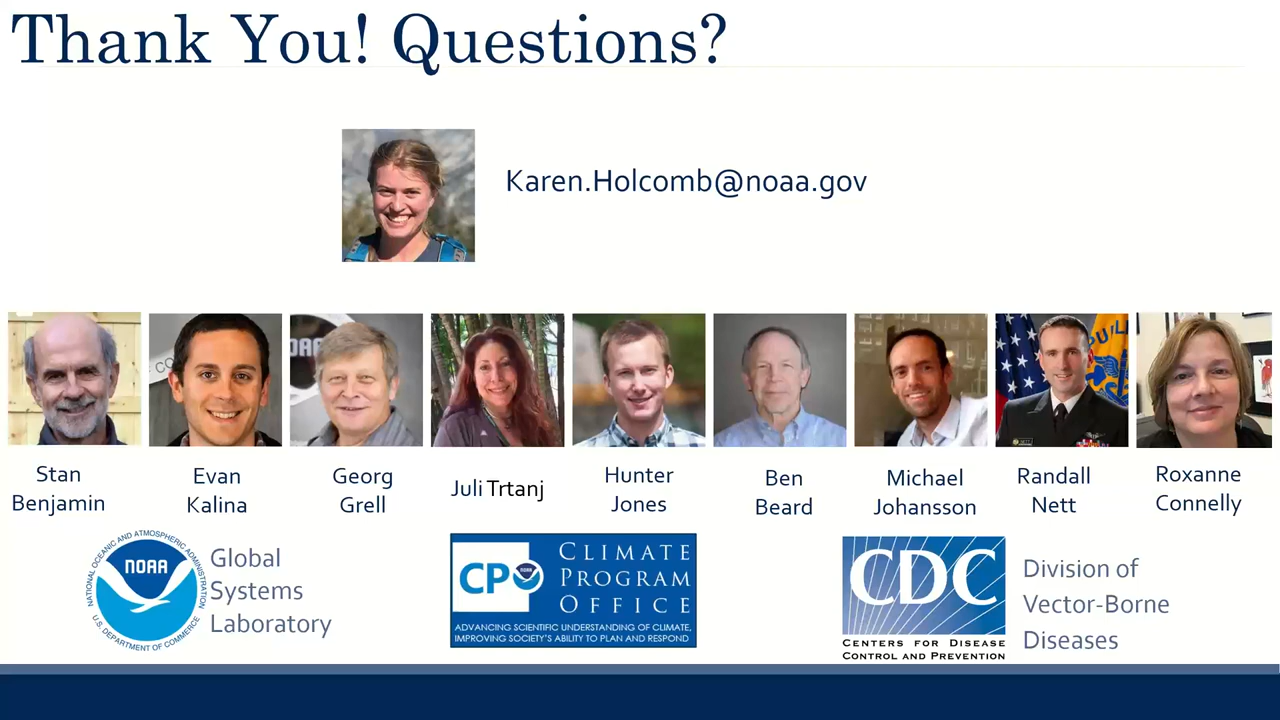 Thank You! Questions?
Karen.Holcomb@noaa.gov
Stan
Benjamin
Evan
Kalina
Georg
Grell
Juli Trtanj
Hunter
Jones
Ben
Beard
Michael
Johansson
Randall
Nett
Roxanne
Connelly
NATIONAL OCEANIC AND ATMOSPHERIC ADMINISTRATION
NOAA
U.S. DEPARTMENT OF COMMERCE
Global
Systems
Laboratory
CPO
NOAA
CLIMATE
PROGRAM
OFFICE
ADVANCING SCIENTIFIC UNDERSTANDING OF CLIMATE,
IMPROVING SOCIETY'S ABILITY TO PLAN AND RESPOND
CDC
CENTERS FOR DISEASE
CONTROL AND PREVENTION
Division of
Vector-Borne
Diseases